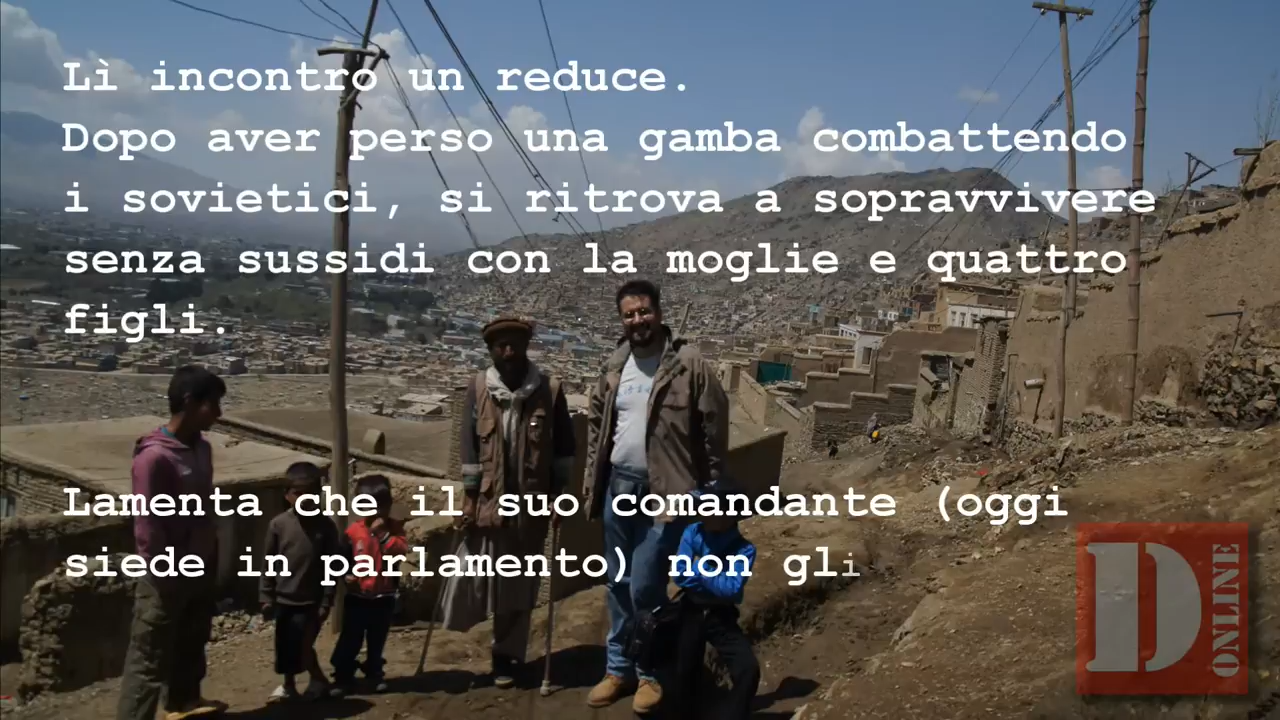 Lì incontro un reduce.
Dopo aver perso una gamba combattendo
i sovietici, si ritrova a sopravvivere
senza sussidi con la moglie e quattro
figli.
Lamenta che il suo comandante (oggi
siede in parlamento) non gli
D
ONLINE